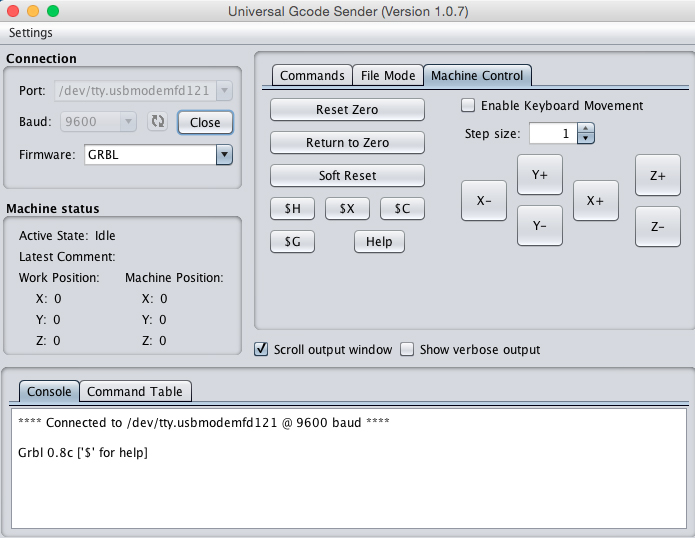 Universal Gcode Sender (Version 1.0.7)
Settings
Connection
Port: /dev/tty.usbmodemfd121
Baud: 9600 Close
Firmware: GRBL
Machine status
Active State: Idle
Latest Comment:
Work Position: Machine Position:
X: 0 X: 0
Y: 0 Y: 0
Z: 0 Z: 0
Commands File Mode Machine Control
Reset Zero
Return to Zero
Soft Reset
$H $X $C
$G Help
Enable Keyboard Movement
Step size: 1
Y+ Z+
X- X+
Y- Z-
Scroll output window Show verbose output
Console Command Table
**** Connected to /dev/tty.usbmodemfd121 @ 9600 baud ****
Grbl 0.8c ['$' for help]